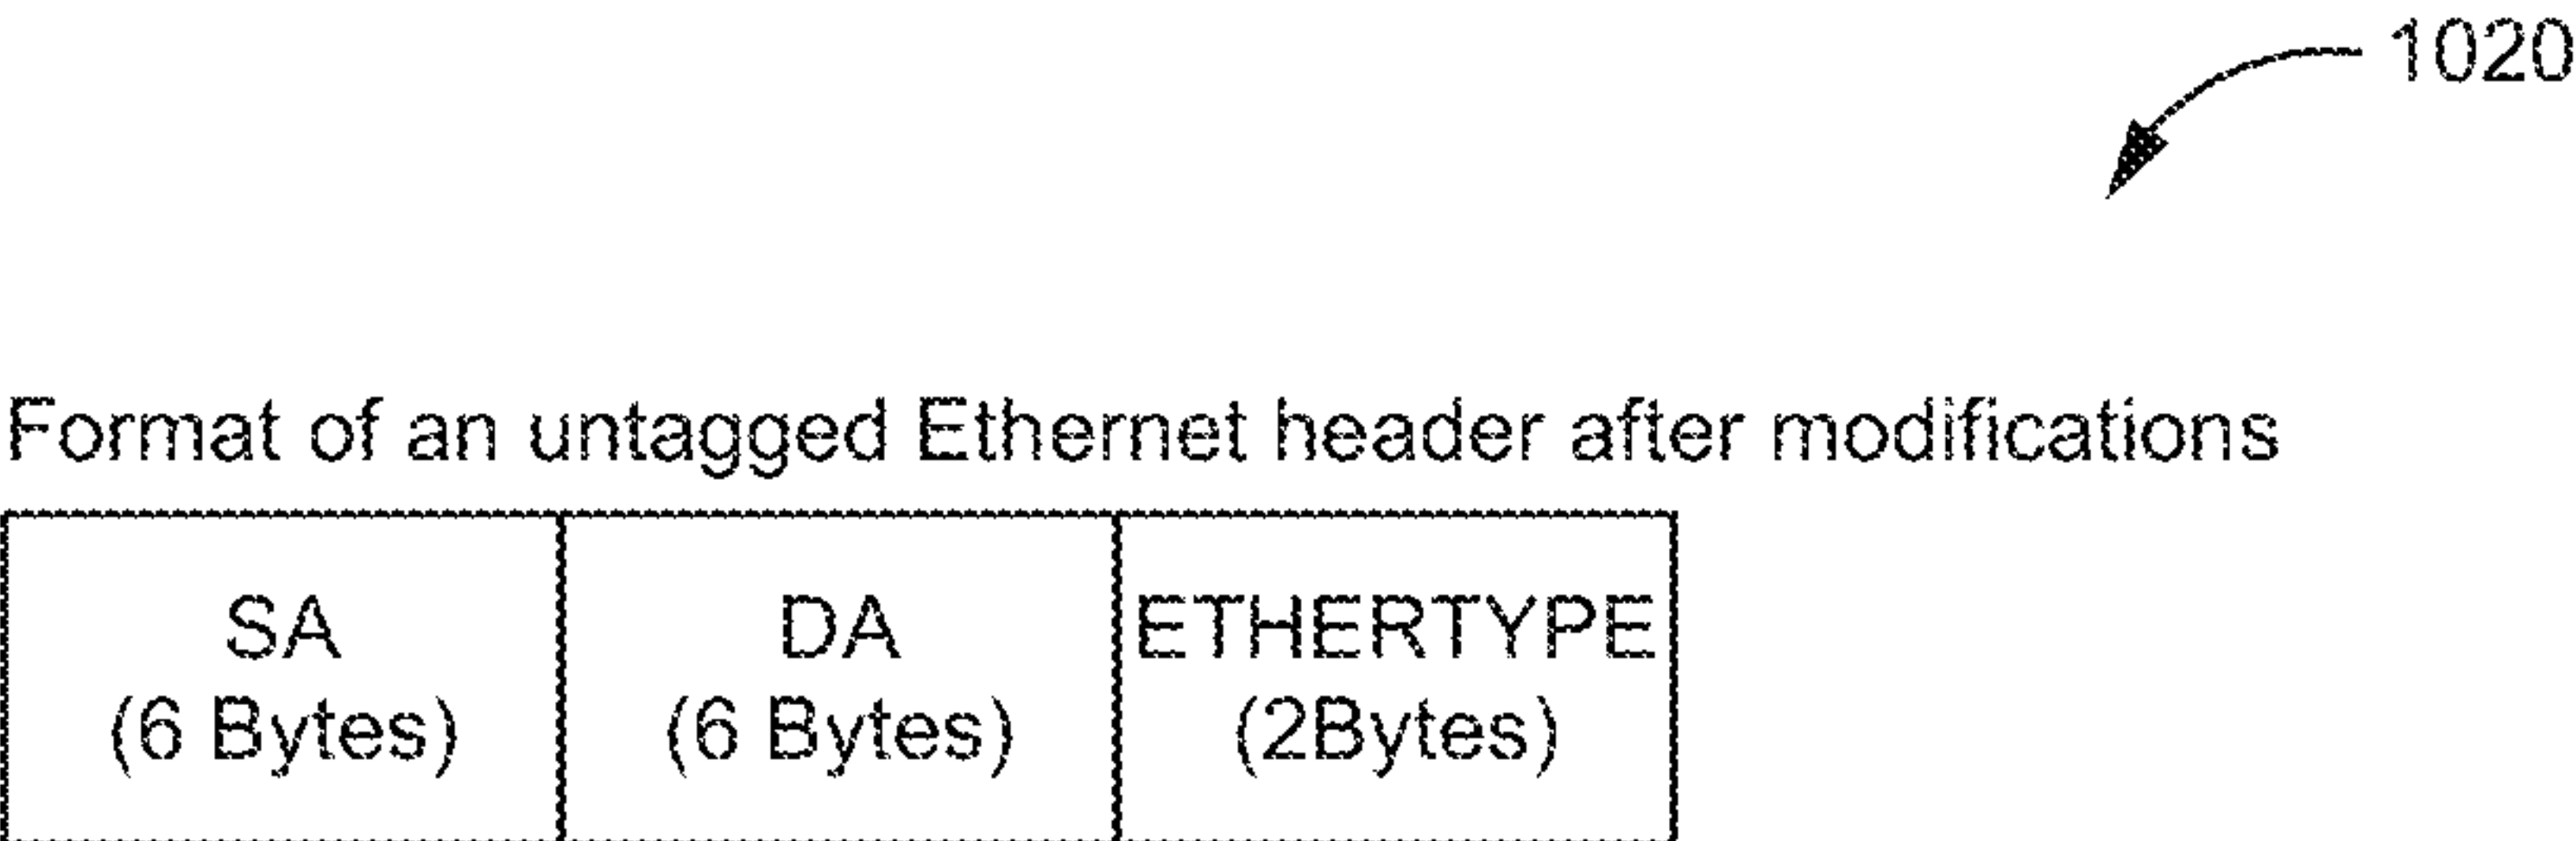 1020
Format of an untagged Ethernet header after modifications
SA DA ETHERTYPE
(6 Bytes) (6 Bytes) (2Bytes)